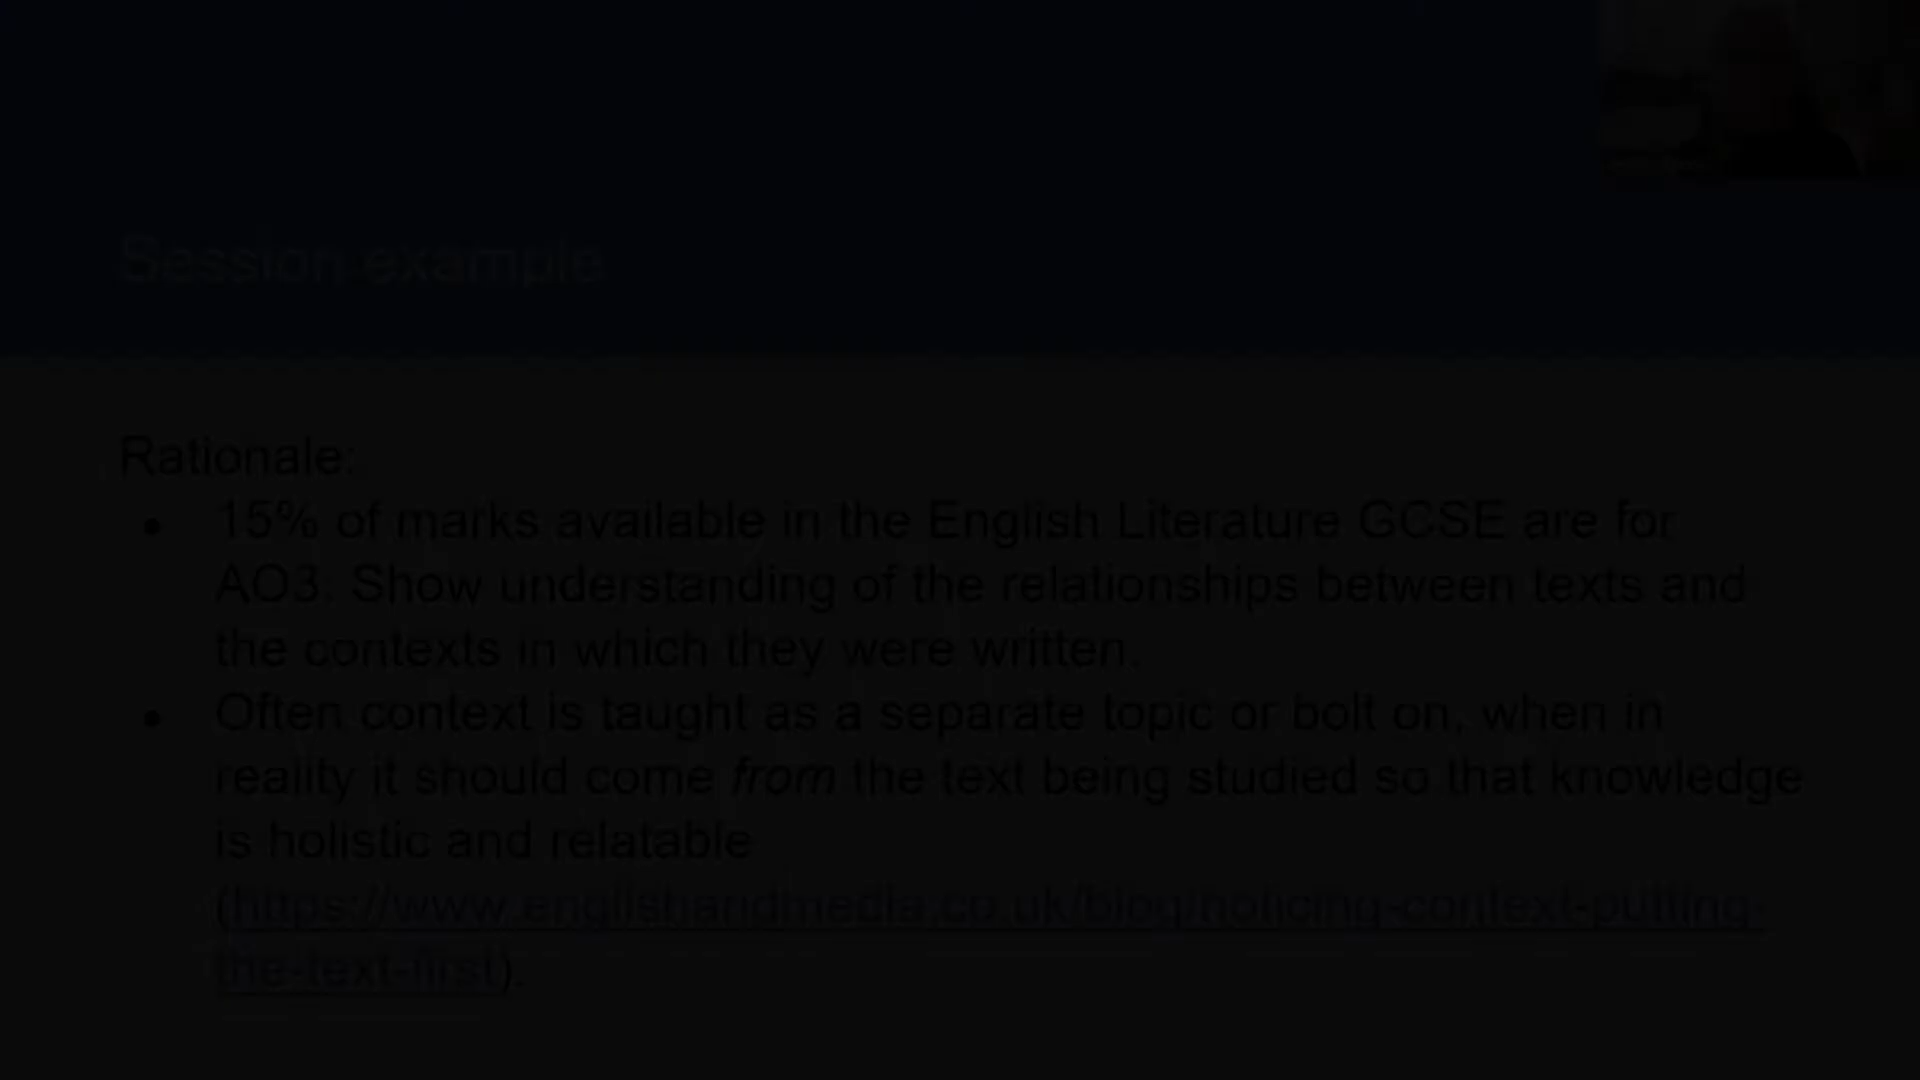 Session example
Rationale:
• 15% of marks available in the English Literature GCSE are for
AO3: Show understanding of the relationships between texts and
the contexts in which they were written.
• Often context is taught as a separate topic or bolt on, when in
reality it should come from the text being studied so that knowledge
is holistic and relatable
(https://www.englishandmedia.co.uk/blog/noticing-context-putting-
the-text-first).